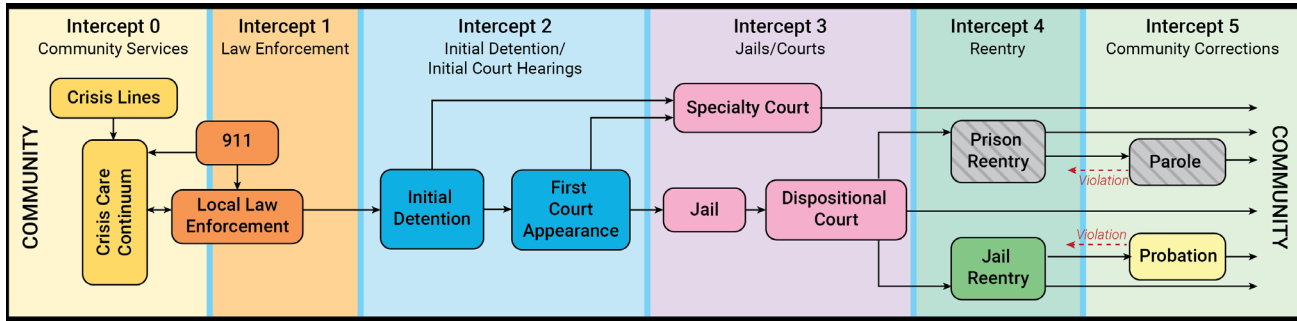 Intercept 0
Community Services
Intercept 1
Law Enforcement
Intercept 2
Initial Detention/
Initial Court Hearings
Intercept 3
Jails/Courts
Intercept 4
Reentry
Intercept 5
Community Corrections
COMMUNITY
Crisis Lines
Crisis Care
Continuum
911
Local Law
Enforcement
Initial
Detention
First
Court
Appearance
Specialty Court
Jail
Dispositional
Court
Prison
Reentry
Violation
Parole
Jail
Reentry
Violation
Probation
COMMUNITY